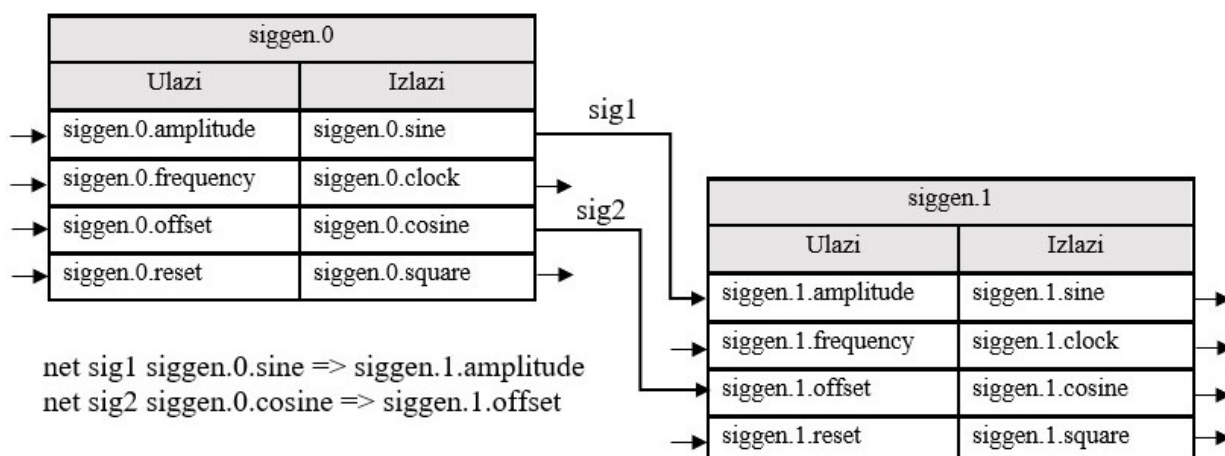 siggen.0
Ulazi Izlazi
siggen.0.amplitude siggen.0.sine
siggen.0.frequency siggen.0.clock
siggen.0.offset siggen.0.cosine
siggen.0.reset siggen.0.square
sig1
sig2
siggen.1
Ulazi Izlazi
siggen.1.amplitude siggen.1.sine
siggen.1.frequency siggen.1.clock
siggen.1.offset siggen.1.cosine
siggen.1.reset siggen.1.square
net sig1 siggen.0.sine => siggen.1.amplitude
net sig2 siggen.0.cosine => siggen.1.offset